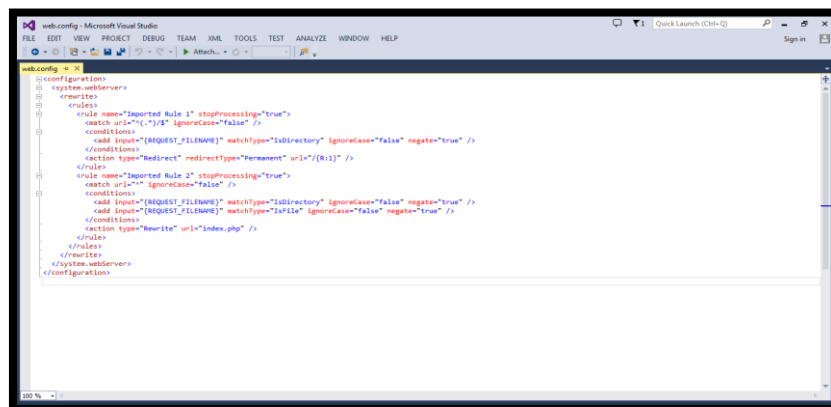 web.config - Microsoft Visual Studio
1
Quick Launch (Ctrl+Q)
FILE EDIT VIEW PROJECT DEBUG TEAM XML TOOLS TEST ANALYZE WINDOW HELP
Sign in
Attach...
web.config
<configuration>
<system.webServer>
<rewrite>
<rules>
<rule name="Imported Rule 1" stopProcessing="true">
<match url="^(.*)/$" ignoreCase="false" />
<conditions>
<add input="{REQUEST_FILENAME}" matchType="IsDirectory" ignoreCase="false" negate="true" />
</conditions>
<action type="Redirect" redirectType="Permanent" url="/{R:1}" />
</rule>
<rule name="Imported Rule 2" stopProcessing="true">
<match url="^" ignoreCase="false" />
<conditions>
<add input="{REQUEST_FILENAME}" matchType="IsDirectory" ignoreCase="false" negate="true" />
<add input="{REQUEST_FILENAME}" matchType="IsFile" ignoreCase="false" negate="true" />
</conditions>
<action type="Rewrite" url="index.php" />
</rule>
</rules>
</rewrite>
</system.webServer>
</configuration>
100 %